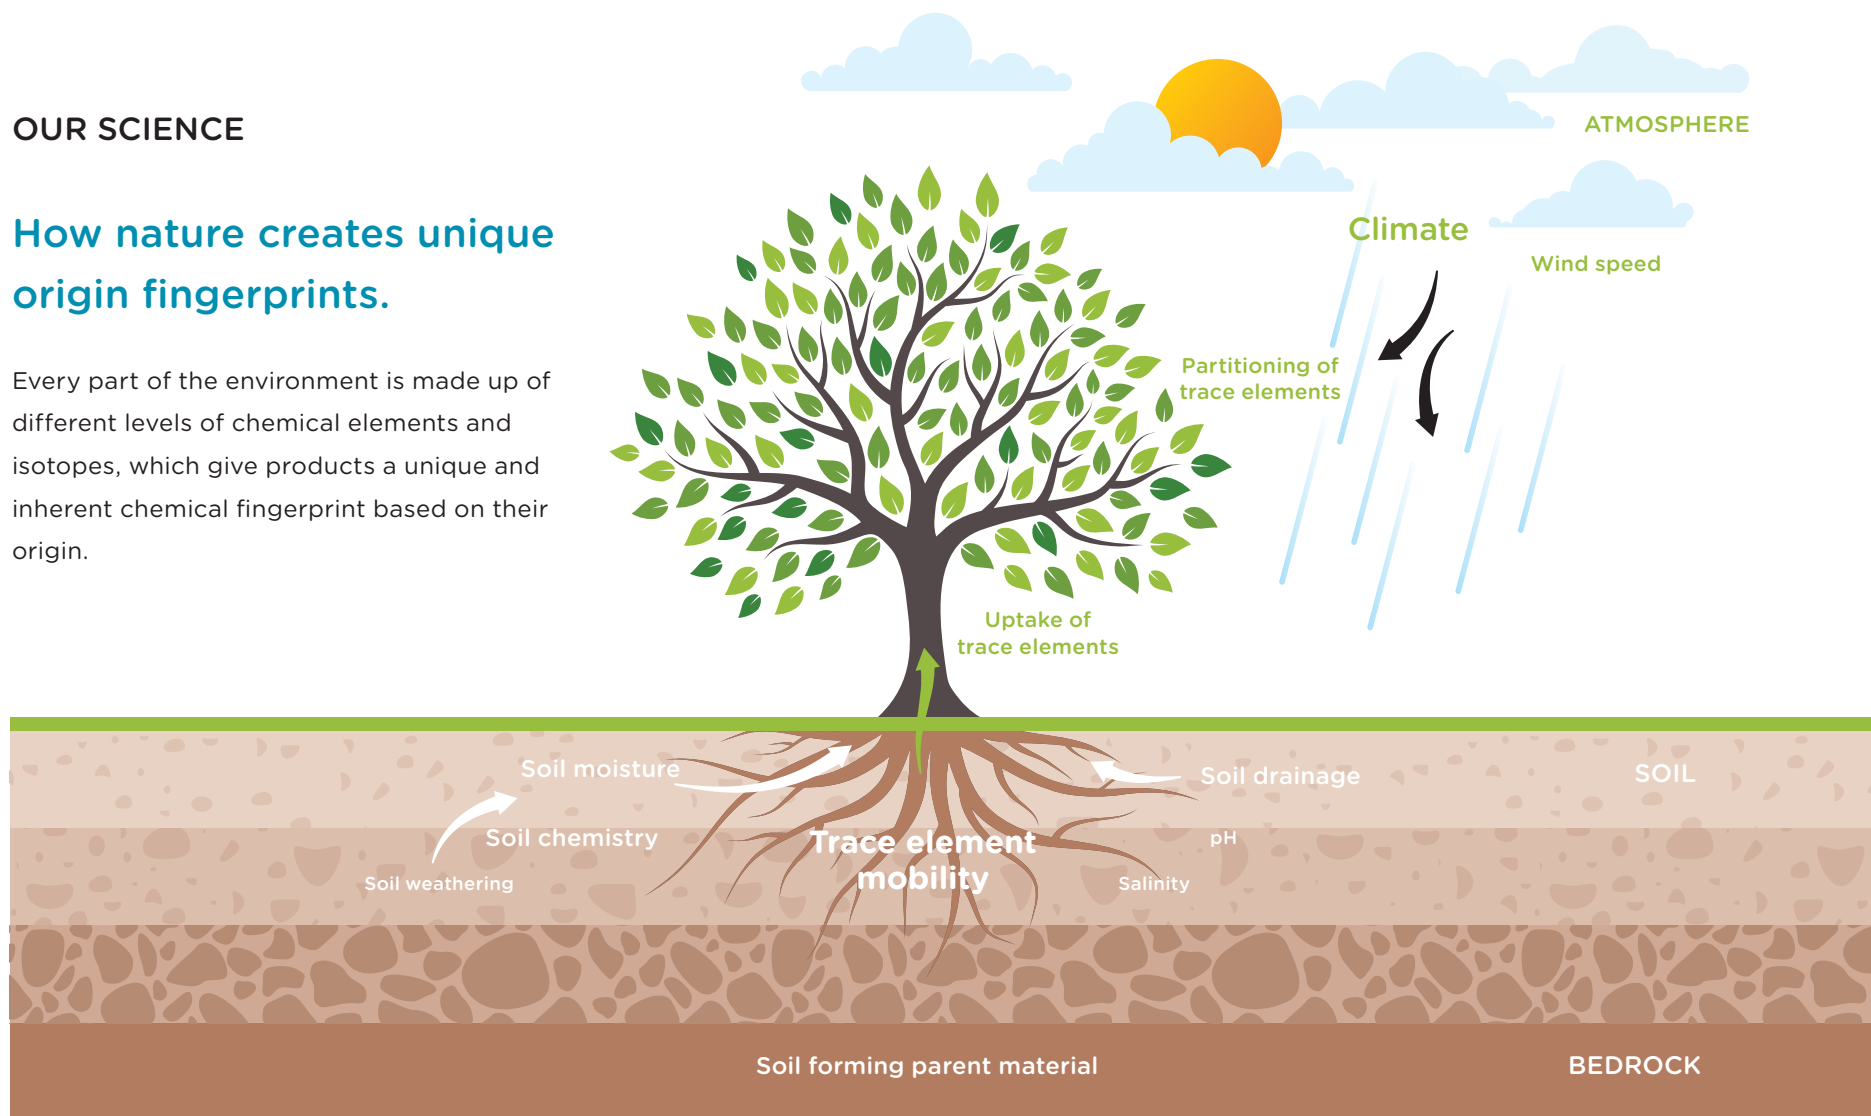 OUR SCIENCE
How nature creates unique
origin fingerprints.
Every part of the environment is made up of
different levels of chemical elements and
isotopes, which give products a unique and
inherent chemical fingerprint based on their
origin.
ATMOSPHERE
Climate
Wind speed
Partitioning of
trace elements
Uptake of
trace elements
Soil moisture
Soil drainage
SOIL
Soil chemistry
Trace element
mobility
pH
Soil weathering
Salinity
Soil forming parent material
BEDROCK